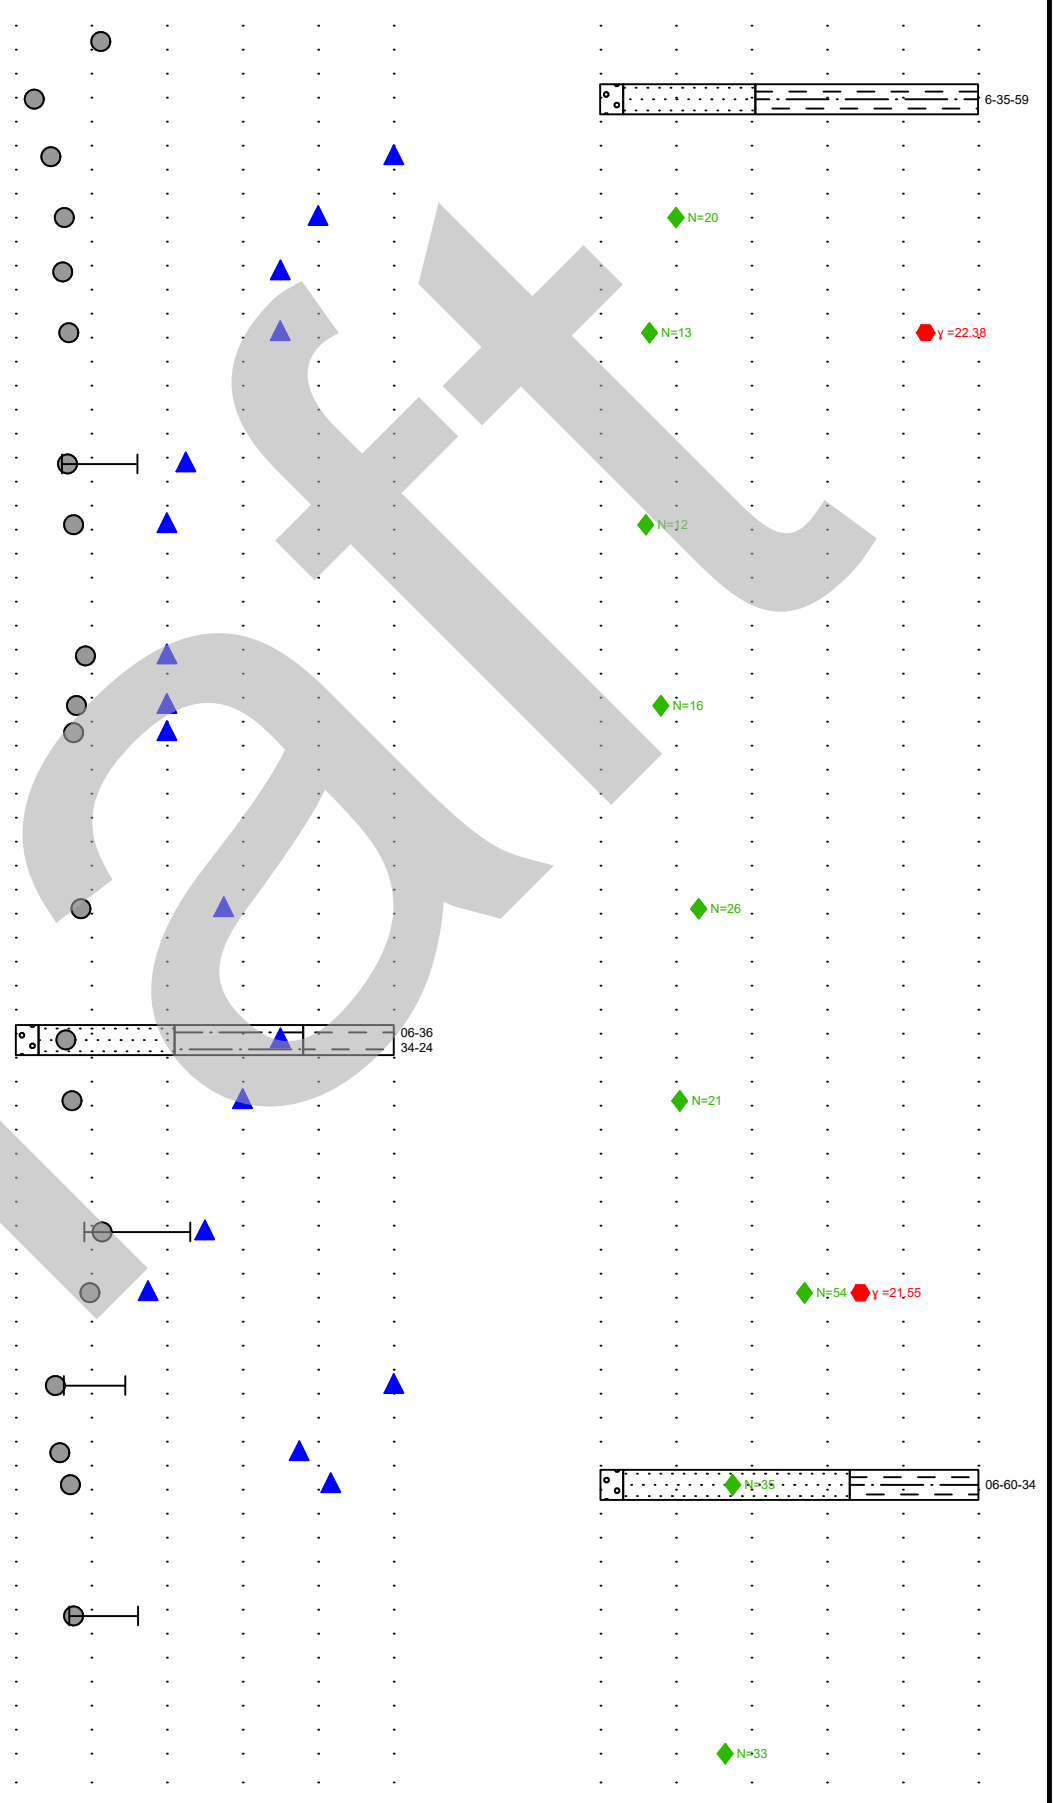 6-35-59
N=20
N=13 γ =22.38
N=12
N=16
N=26
06-36
34-24
N=21
N=54 γ =21.55
N=35 06-60-34
N=33
aft